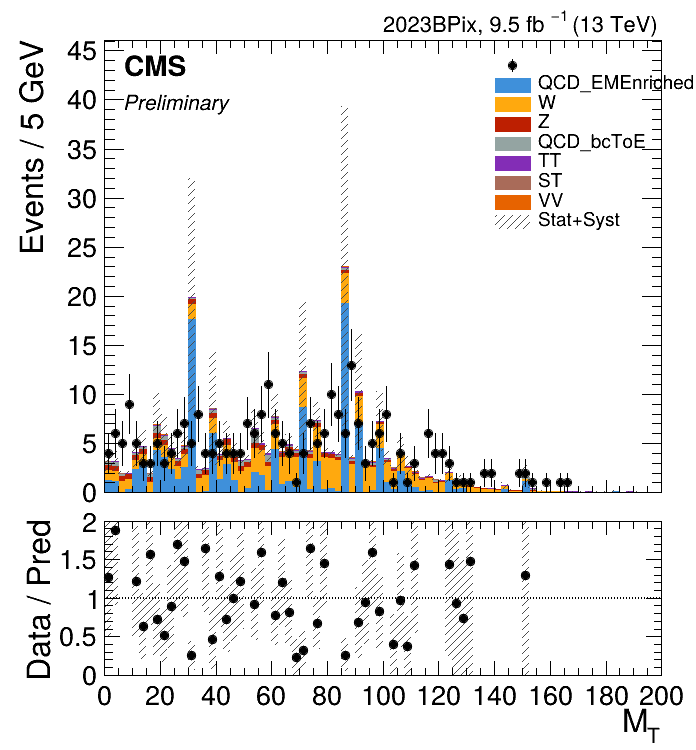 2023BPix, 9.5 fb⁻¹ (13 TeV)
CMS
Preliminary
QCD_EMEnriched
W
Z
QCD_bcToE
TT
ST
VV
Stat+Syst
Events / 5 GeV
45
40
35
30
25
20
15
10
5
0
Data / Pred
2
1.5
1
0.5
0
0 20 40 60 80 100 120 140 160 180 200
M_T